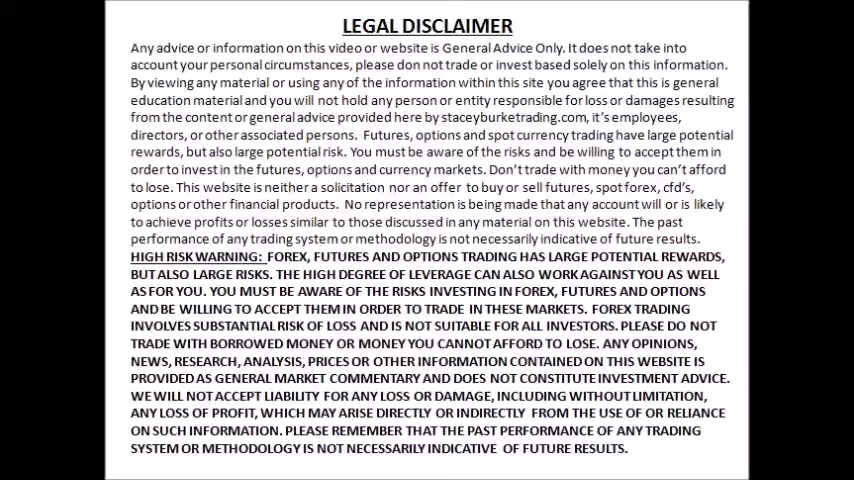 LEGAL DISCLAIMER
Any advice or information on this video or website is General Advice Only. It does not take into
account your personal circumstances, please don not trade or invest based solely on this information.
By viewing any material or using any of the information within this site you agree that this is general
education material and you will not hold any person or entity responsible for loss or damages resulting
from the content or general advice provided here by staceyburketrading.com, it's employees,
directors, or other associated persons. Futures, options and spot currency trading have large potential
rewards, but also large potential risk. You must be aware of the risks and be willing to accept them in
order to invest in the futures, options and currency markets. Don't trade with money you can't afford
to lose. This website is neither a solicitation nor an offer to buy or sell futures, spot forex, cfd's,
options or other financial products. No representation is being made that any account will or is likely
to achieve profits or losses similar to those discussed in any material on this website. The past
performance of any trading system or methodology is not necessarily indicative of future results.
HIGH RISK WARNING: FOREX, FUTURES AND OPTIONS TRADING HAS LARGE POTENTIAL REWARDS,
BUT ALSO LARGE RISKS. THE HIGH DEGREE OF LEVERAGE CAN ALSO WORK AGAINST YOU AS WELL
AS FOR YOU. YOU MUST BE AWARE OF THE RISKS INVESTING IN FOREX, FUTURES AND OPTIONS
AND BE WILLING TO ACCEPT THEM IN ORDER TO TRADE IN THESE MARKETS. FOREX TRADING
INVOLVES SUBSTANTIAL RISK OF LOSS AND IS NOT SUITABLE FOR ALL INVESTORS. PLEASE DO NOT
TRADE WITH BORROWED MONEY OR MONEY YOU CANNOT AFFORD TO LOSE. ANY OPINIONS,
NEWS, RESEARCH, ANALYSIS, PRICES OR OTHER INFORMATION CONTAINED ON THIS WEBSITE IS
PROVIDED AS GENERAL MARKET COMMENTARY AND DOES NOT CONSTITUTE INVESTMENT ADVICE.
WE WILL NOT ACCEPT LIABILITY FOR ANY LOSS OR DAMAGE, INCLUDING WITHOUT LIMITATION,
ANY LOSS OF PROFIT, WHICH MAY ARISE DIRECTLY OR INDIRECTLY FROM THE USE OF OR RELIANCE
ON SUCH INFORMATION. PLEASE REMEMBER THAT THE PAST PERFORMANCE OF ANY TRADING
SYSTEM OR METHODOLOGY IS NOT NECESSARILY INDICATIVE OF FUTURE RESULTS.